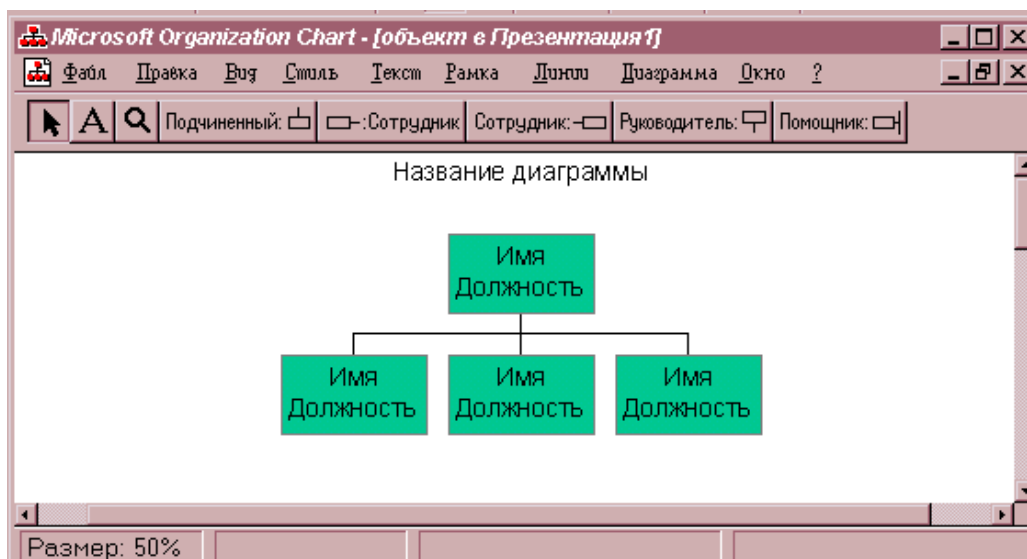 Microsoft Organization Chart - [объект в Презентация1]
Файл Правка Вид Стиль Текст Рамка Линии Диаграмма Окно ?
A Подчиненный: :Сотрудник Сотрудник: Руководитель: Помощник:
Название диаграммы
Имя
Должность
Имя Имя Имя
Должность Должность Должность
Размер: 50%